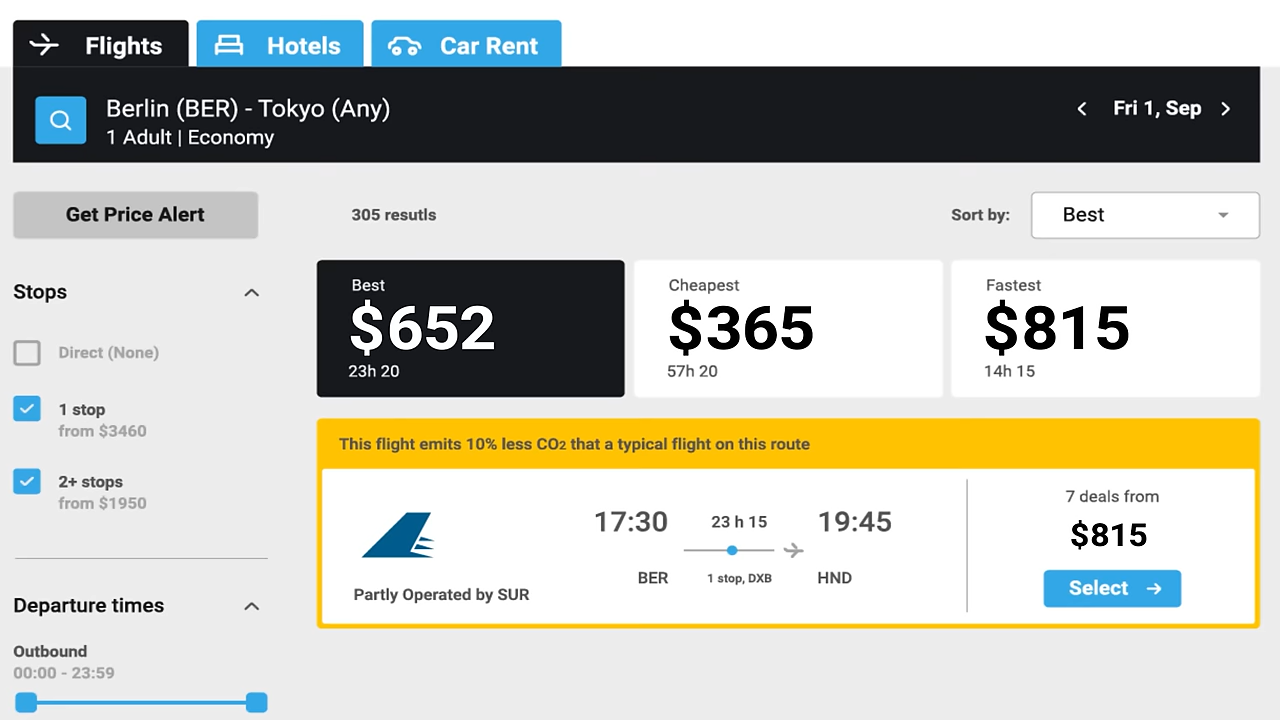 Flights
Hotels
Car Rent
Berlin (BER) - Tokyo (Any)
1 Adult | Economy
Fri 1, Sep
Get Price Alert
305 resutls
Sort by:
Best
Stops
Direct (None)
1 stop
from $3460
2+ stops
from $1950
Departure times
Outbound
00:00 - 23:59
Best
$652
23h 20
Cheapest
$365
57h 20
Fastest
$815
14h 15
This flight emits 10% less CO2 that a typical flight on this route
Partly Operated by SUR
17:30
23 h 15
19:45
BER
1 stop, DXB
HND
7 deals from
$815
Select